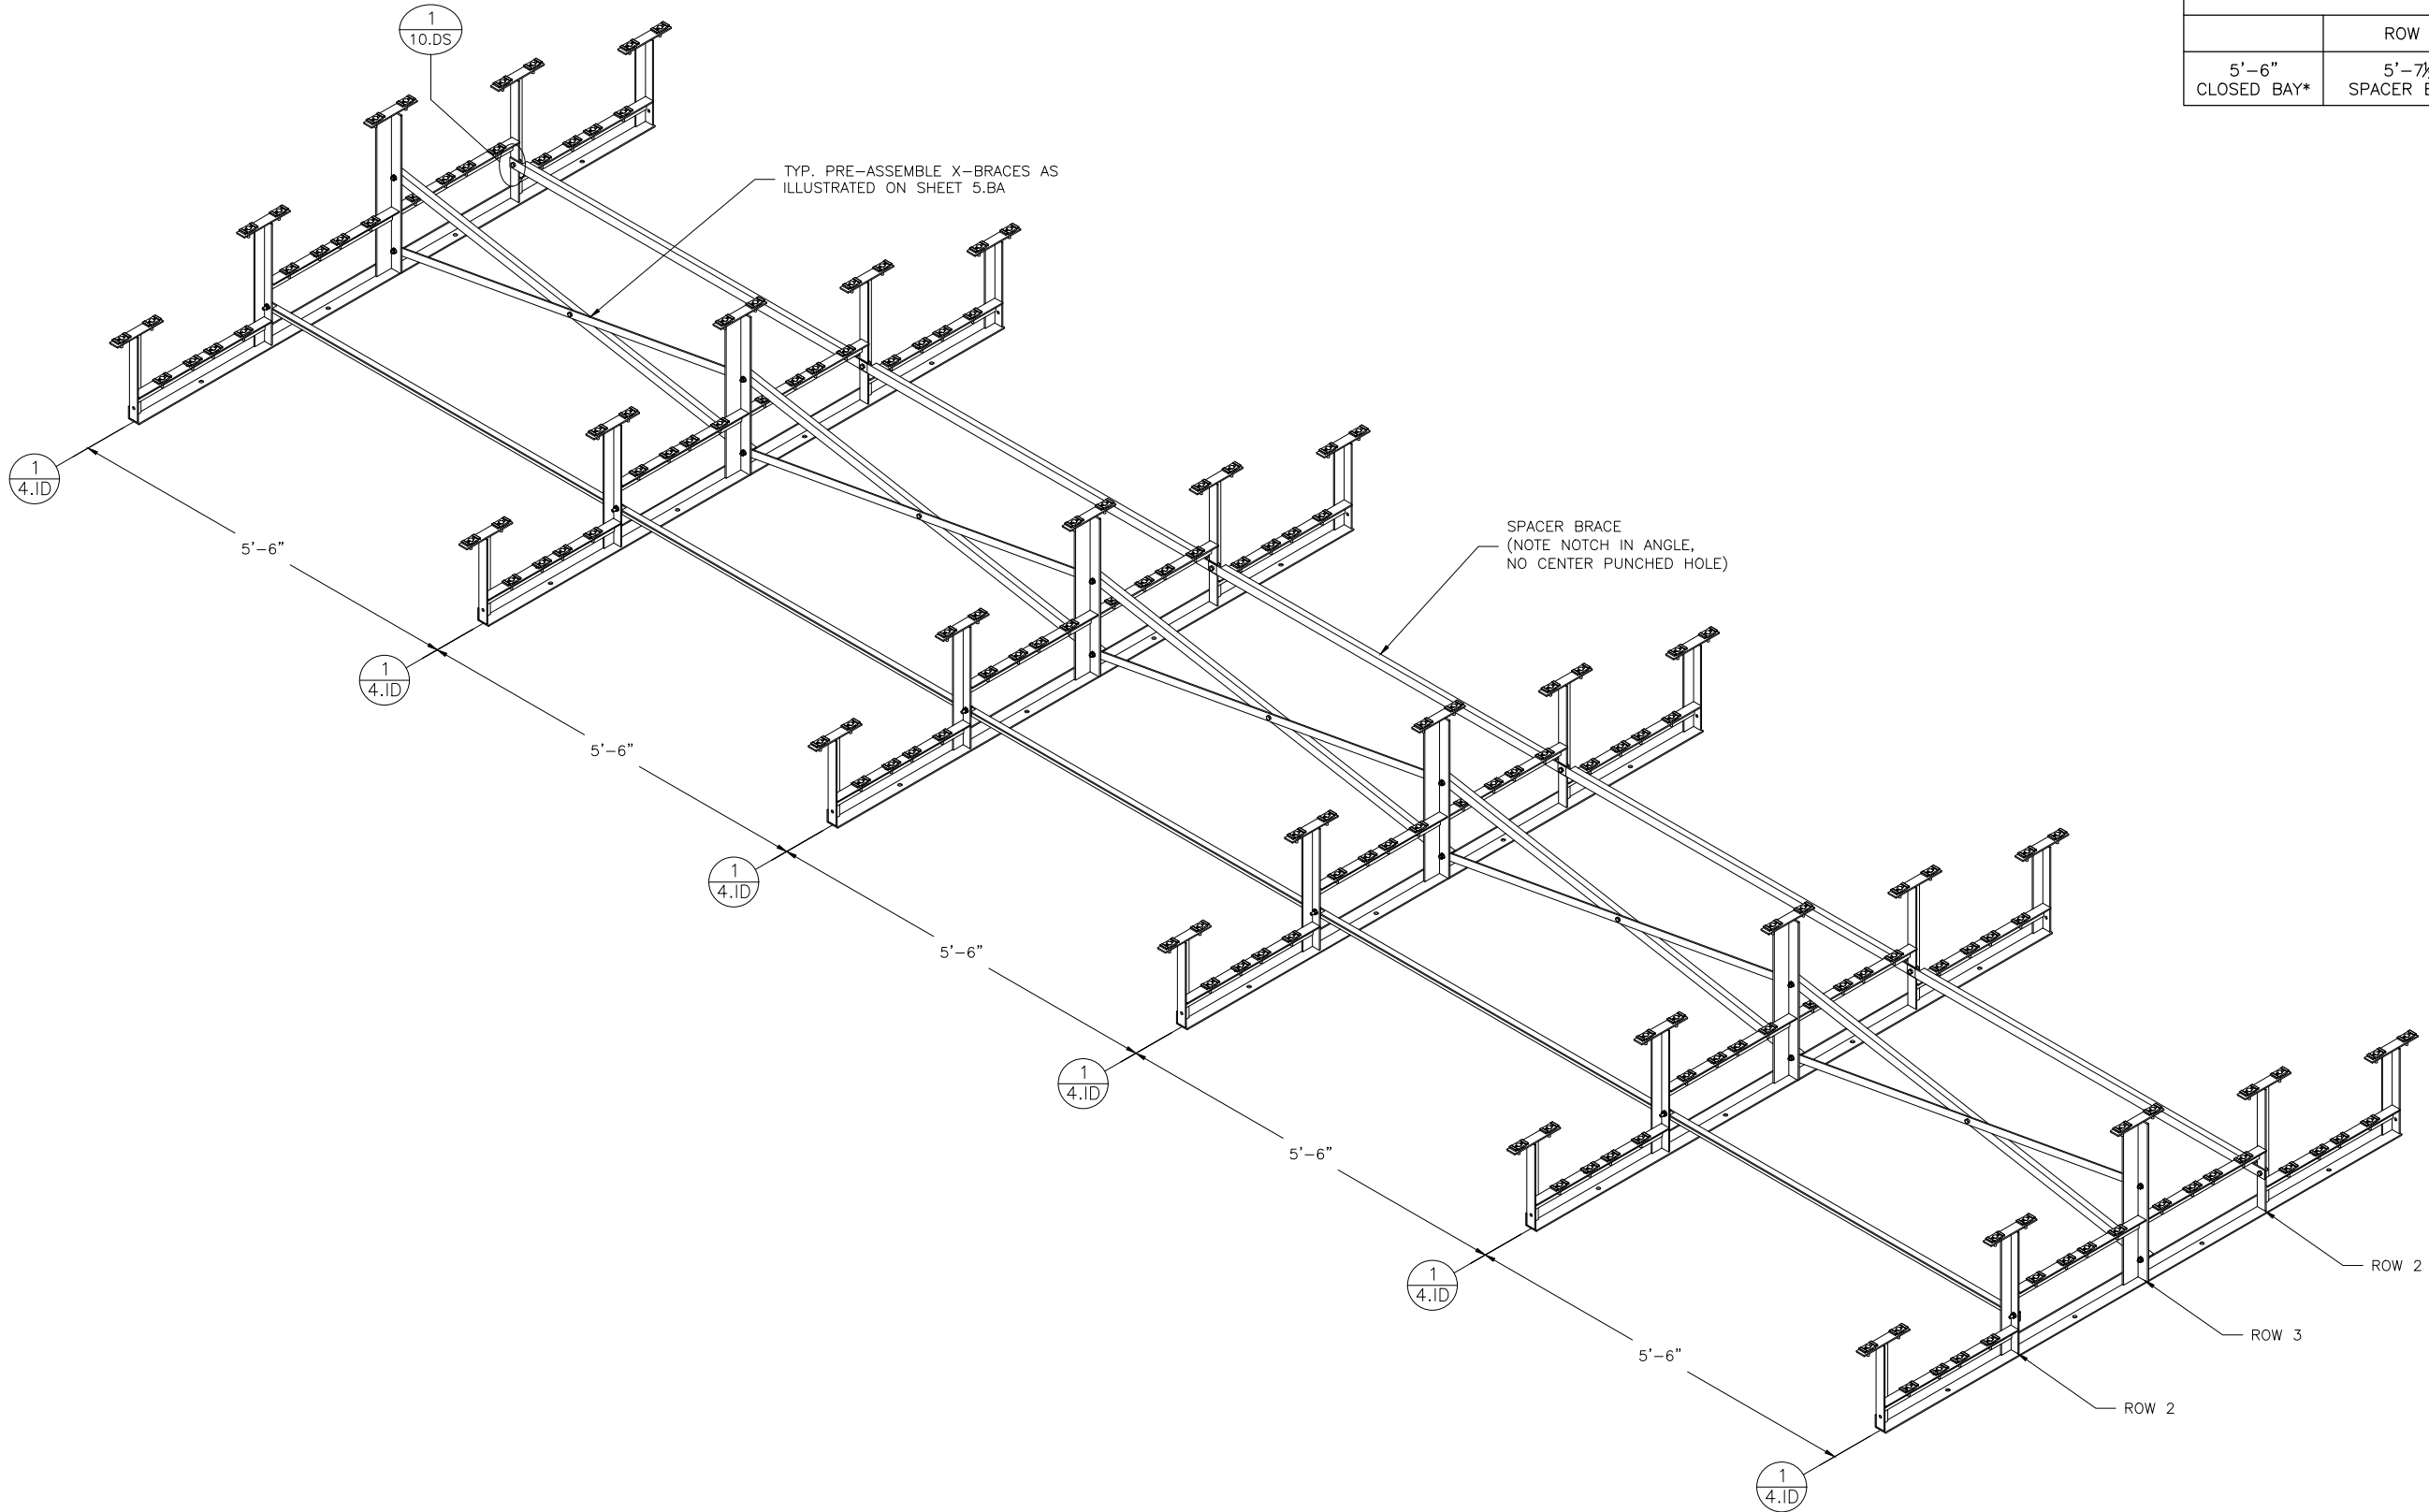 1
10.DS
ROW
5'-6"
CLOSED BAY*
SPACER
TYP. PRE-ASSEMBLE X-BRACES AS
ILLUSTRATED ON SHEET 5.BA
1
4.ID
5'-6"
SPACER BRACE
(NOTE NOTCH IN ANGLE,
NO CENTER PUNCHED HOLE)
1
4.ID
5'-6"
1
4.ID
5'-6"
1
4.ID
5'-6"
1
4.ID
5'-6"
ROW 2
ROW 3
ROW 2
1
4.ID